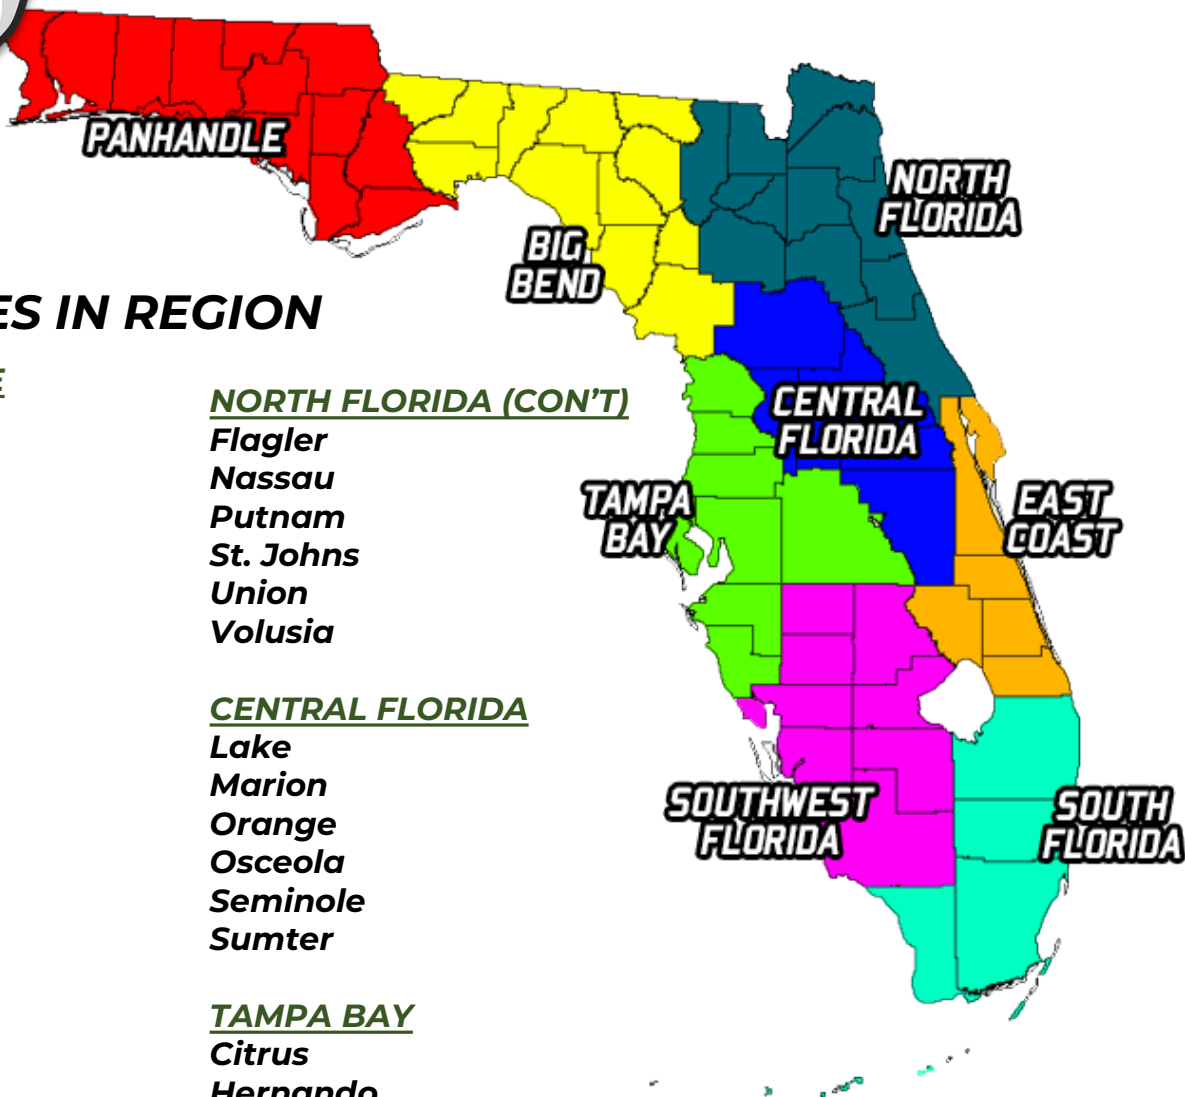 PANHANDLE
NORTH
FLORIDA
BIG
BEND
ES IN REGION
E
NORTH FLORIDA (CON'T)
Flagler
Nassau
Putnam
St. Johns
Union
Volusia
CENTRAL FLORIDA
Lake
Marion
Orange
Osceola
Seminole
Sumter
TAMPA BAY
Citrus
Hernando
CENTRAL
FLORIDA
TAMPA
BAY
EAST
COAST
SOUTHWEST
FLORIDA
SOUTH
FLORIDA